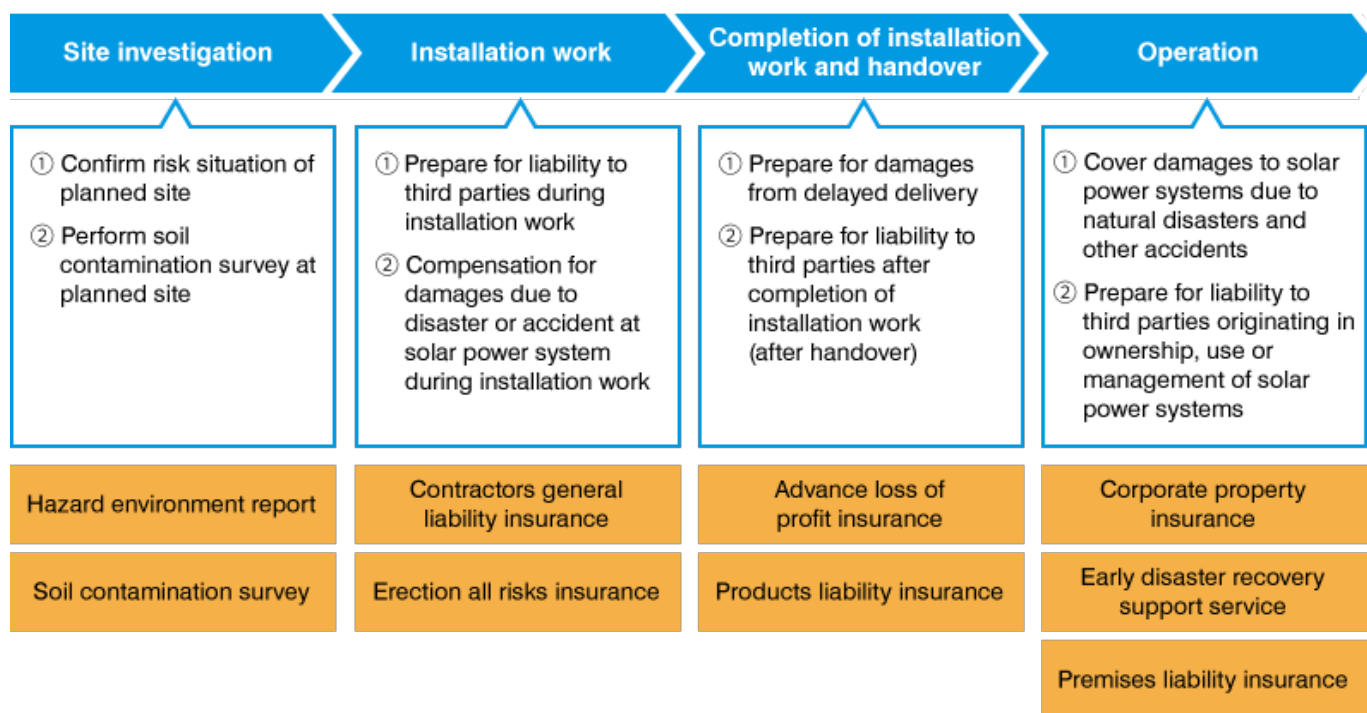 Site investigation
Installation work
Completion of installation
work and handover
Operation
① Confirm risk situation of
planned site
② Perform soil
contamination survey at
planned site
① Prepare for liability to
third parties during
installation work
② Compensation for
damages due to
disaster or accident at
solar power system
during installation work
① Prepare for damages
from delayed delivery
② Prepare for liability to
third parties after
completion of
installation work
(after handover)
① Cover damages to solar
power systems due to
natural disasters and
other accidents
② Prepare for liability to
third parties originating in
ownership, use or
management of solar
power systems
Hazard environment report
Contractors general
liability insurance
Advance loss of
profit insurance
Corporate property
insurance
Soil contamination survey
Erection all risks insurance
Products liability insurance
Early disaster recovery
support service
Premises liability insurance